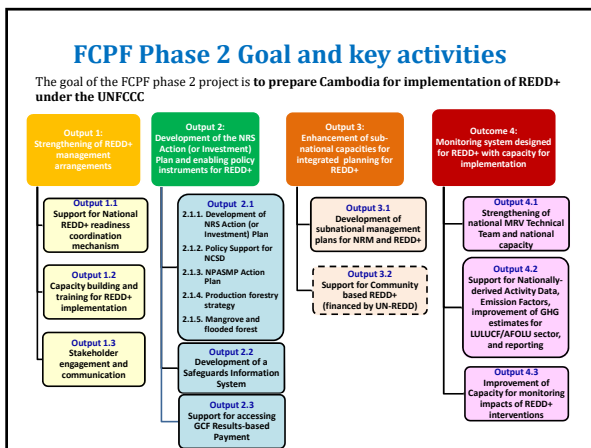 FCPF Phase 2 Goal and key activities
The goal of the FCPF phase 2 project is to prepare Cambodia for implementation of REDD+
under the UNFCCC
Output 1:
Strengthening of REDD+
management
arrangements
Output 1.1
Support for National
REDD+ readiness
coordination
mechanism
Output 1.2
Capacity building and
training for REDD+
implementation
Output 1.3
Stakeholder
engagement and
communication
Output 2:
Development of the NRS
Action (or Investment)
Plan and enabling policy
instruments for REDD+
Output 2.1
2.1.1. Development of
NRS Action (or
Investment) Plan
2.1.2. Policy Support for
NCSD
2.1.3. NPASMP Action
Plan
2.1.4. Production forestry
strategy
2.1.5. Mangrove and
flooded forest
Output 2.2
Development of a
Safeguards Information
System
Output 2.3
Support for accessing
GCF Results-based
Payment
Output 3:
Enhancement of sub-
national capacities for
integrated planning for
REDD+
Output 3.1
Development of
subnational management
plans for NRM and REDD+
Output 3.2
Support for Community
based REDD+
(financed by UN-REDD)
Outcome 4:
Monitoring system designed
for REDD+ with capacity for
implementation
Output 4.1
Strengthening of
national MRV Technical
Team and national
capacity
Output 4.2
Support for Nationally-
derived Activity Data,
Emission Factors,
improvement of GHG
estimates for
LULUCF/AFOLU sector,
and reporting
Output 4.3
Improvement of
Capacity for monitoring
impacts of REDD+
interventions